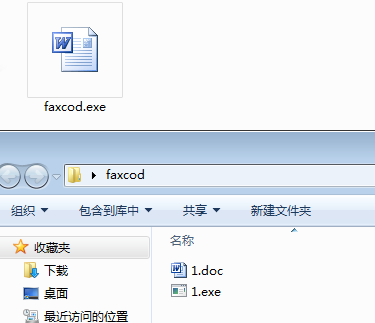 faxcod.exe
faxcod
组织 包含到库中 共享 新建文件夹
收藏夹
下载
桌面
最近访问的位置
名称
1.doc
1.exe